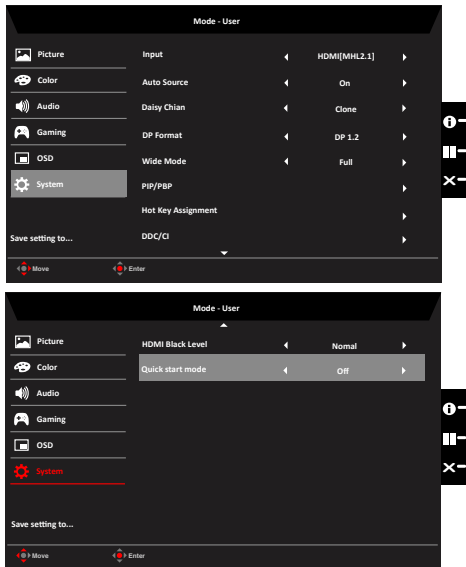 Mode - User
Picture Input HDMI[MHL2.1]
Color Auto Source On
Audio Daisy Chian Clone
Gaming DP Format DP 1.2
OSD Wide Mode Full
System PIP/PBP
Hot Key Assignment
Save setting to... DDC/CI
Move Enter
Mode - User
Picture HDMI Black Level Nomal
Color Quick start mode Off
Audio
Gaming
OSD
System
Save setting to...
Move Enter